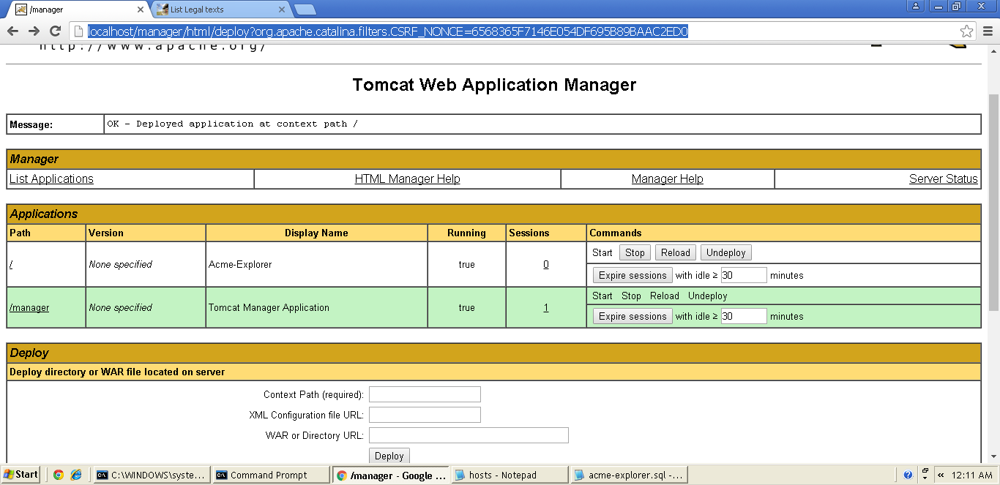 /manager
List Legal texts
localhost/manager/html/deploy?org.apache.catalina.filters.CSRF_NONCE=6568365F7146E054DF695B89BAAC2ED0
http://www.apache.org/
Tomcat Web Application Manager
Message: OK - Deployed application at context path /
Manager
List Applications HTML Manager Help Manager Help Server Status
Applications
Path Version Display Name Running Sessions Commands
Start Stop Reload Undeploy
/ None specified Acme-Explorer true 0
Expire sessions with idle ≥ 30 minutes
Start Stop Reload Undeploy
/manager None specified Tomcat Manager Application true 1
Expire sessions with idle ≥ 30 minutes
Deploy
Deploy directory or WAR file located on server
Context Path (required):
XML Configuration file URL:
WAR or Directory URL:
Deploy
Start C:\WINDOWS\syste... Command Prompt /manager - Google ... hosts - Notepad acme-explorer.sql -... « 12:11 AM